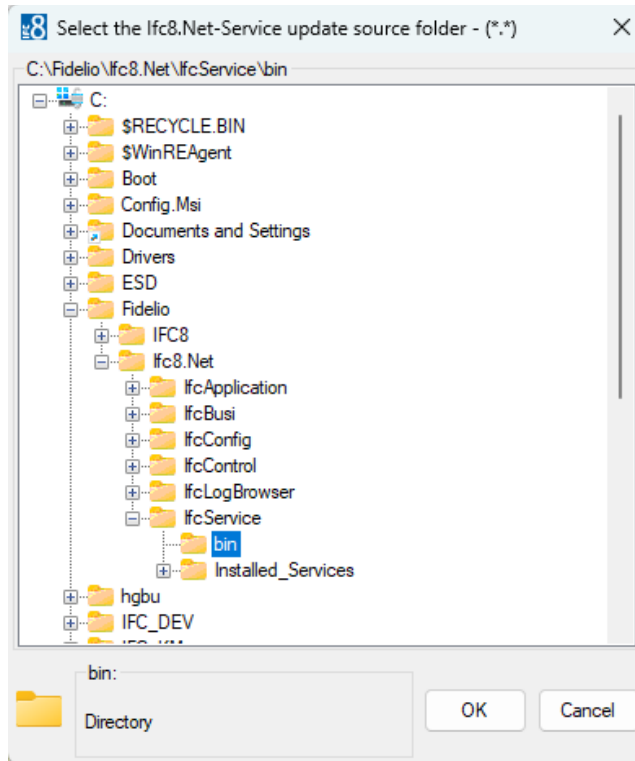 Select the Ifc8.Net-Service update source folder - (*.*)
C:\Fidelio\Ifc8.Net\IfcService\bin
C:
$RECYCLE.BIN
$WinREAgent
Boot
Config.Msi
Documents and Settings
Drivers
ESD
Fidelio
IFC8
Ifc8.Net
IfcApplication
IfcBusi
IfcConfig
IfcControl
IfcLogBrowser
IfcService
bin
Installed_Services
hgbu
IFC_DEV
bin:
Directory
OK
Cancel